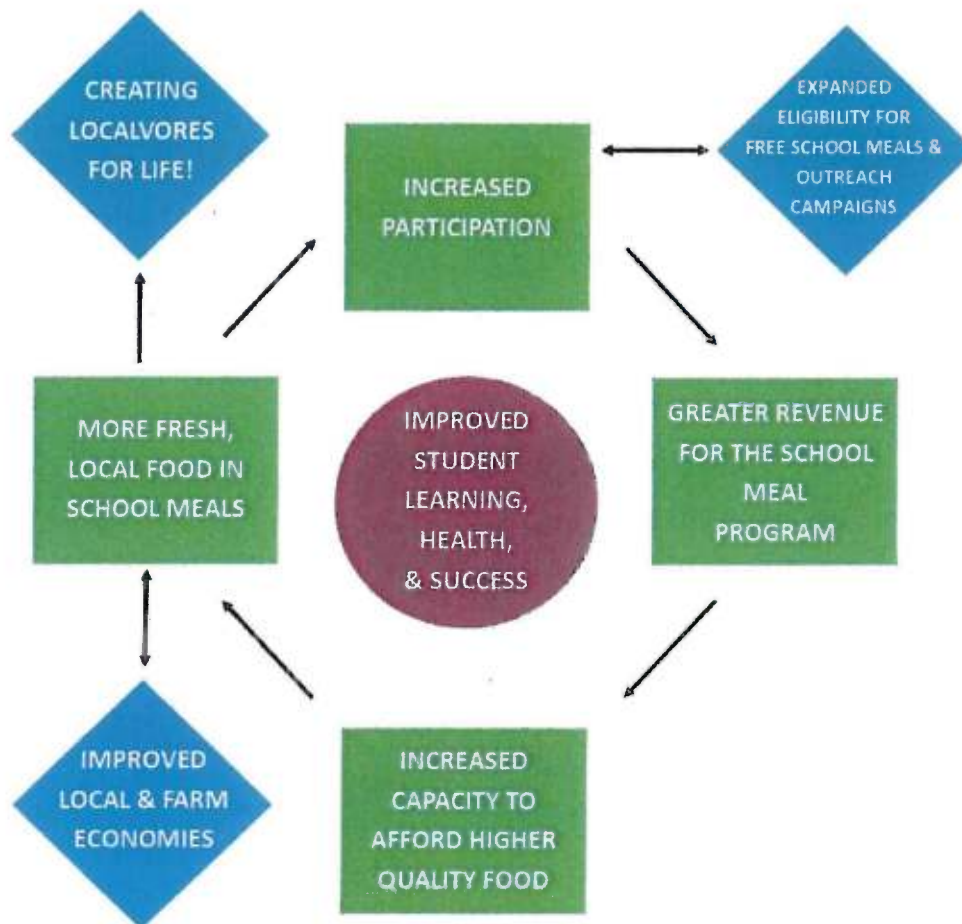 CREATING
LOCALVORES
FOR LIFE!
INCREASED
PARTICIPATION
EXPANDED
ELIGIBILITY FOR
FREE SCHOOL MEALS &
OUTREACH
CAMPAIGNS
MORE FRESH,
LOCAL FOOD IN
SCHOOL MEALS
IMPROVED
STUDENT
LEARNING,
HEALTH,
& SUCCESS
GREATER REVENUE
FOR THE SCHOOL
MEAL
PROGRAM
IMPROVED
LOCAL & FARM
ECONOMIES
INCREASED
CAPACITY TO
AFFORD HIGHER
QUALITY FOOD